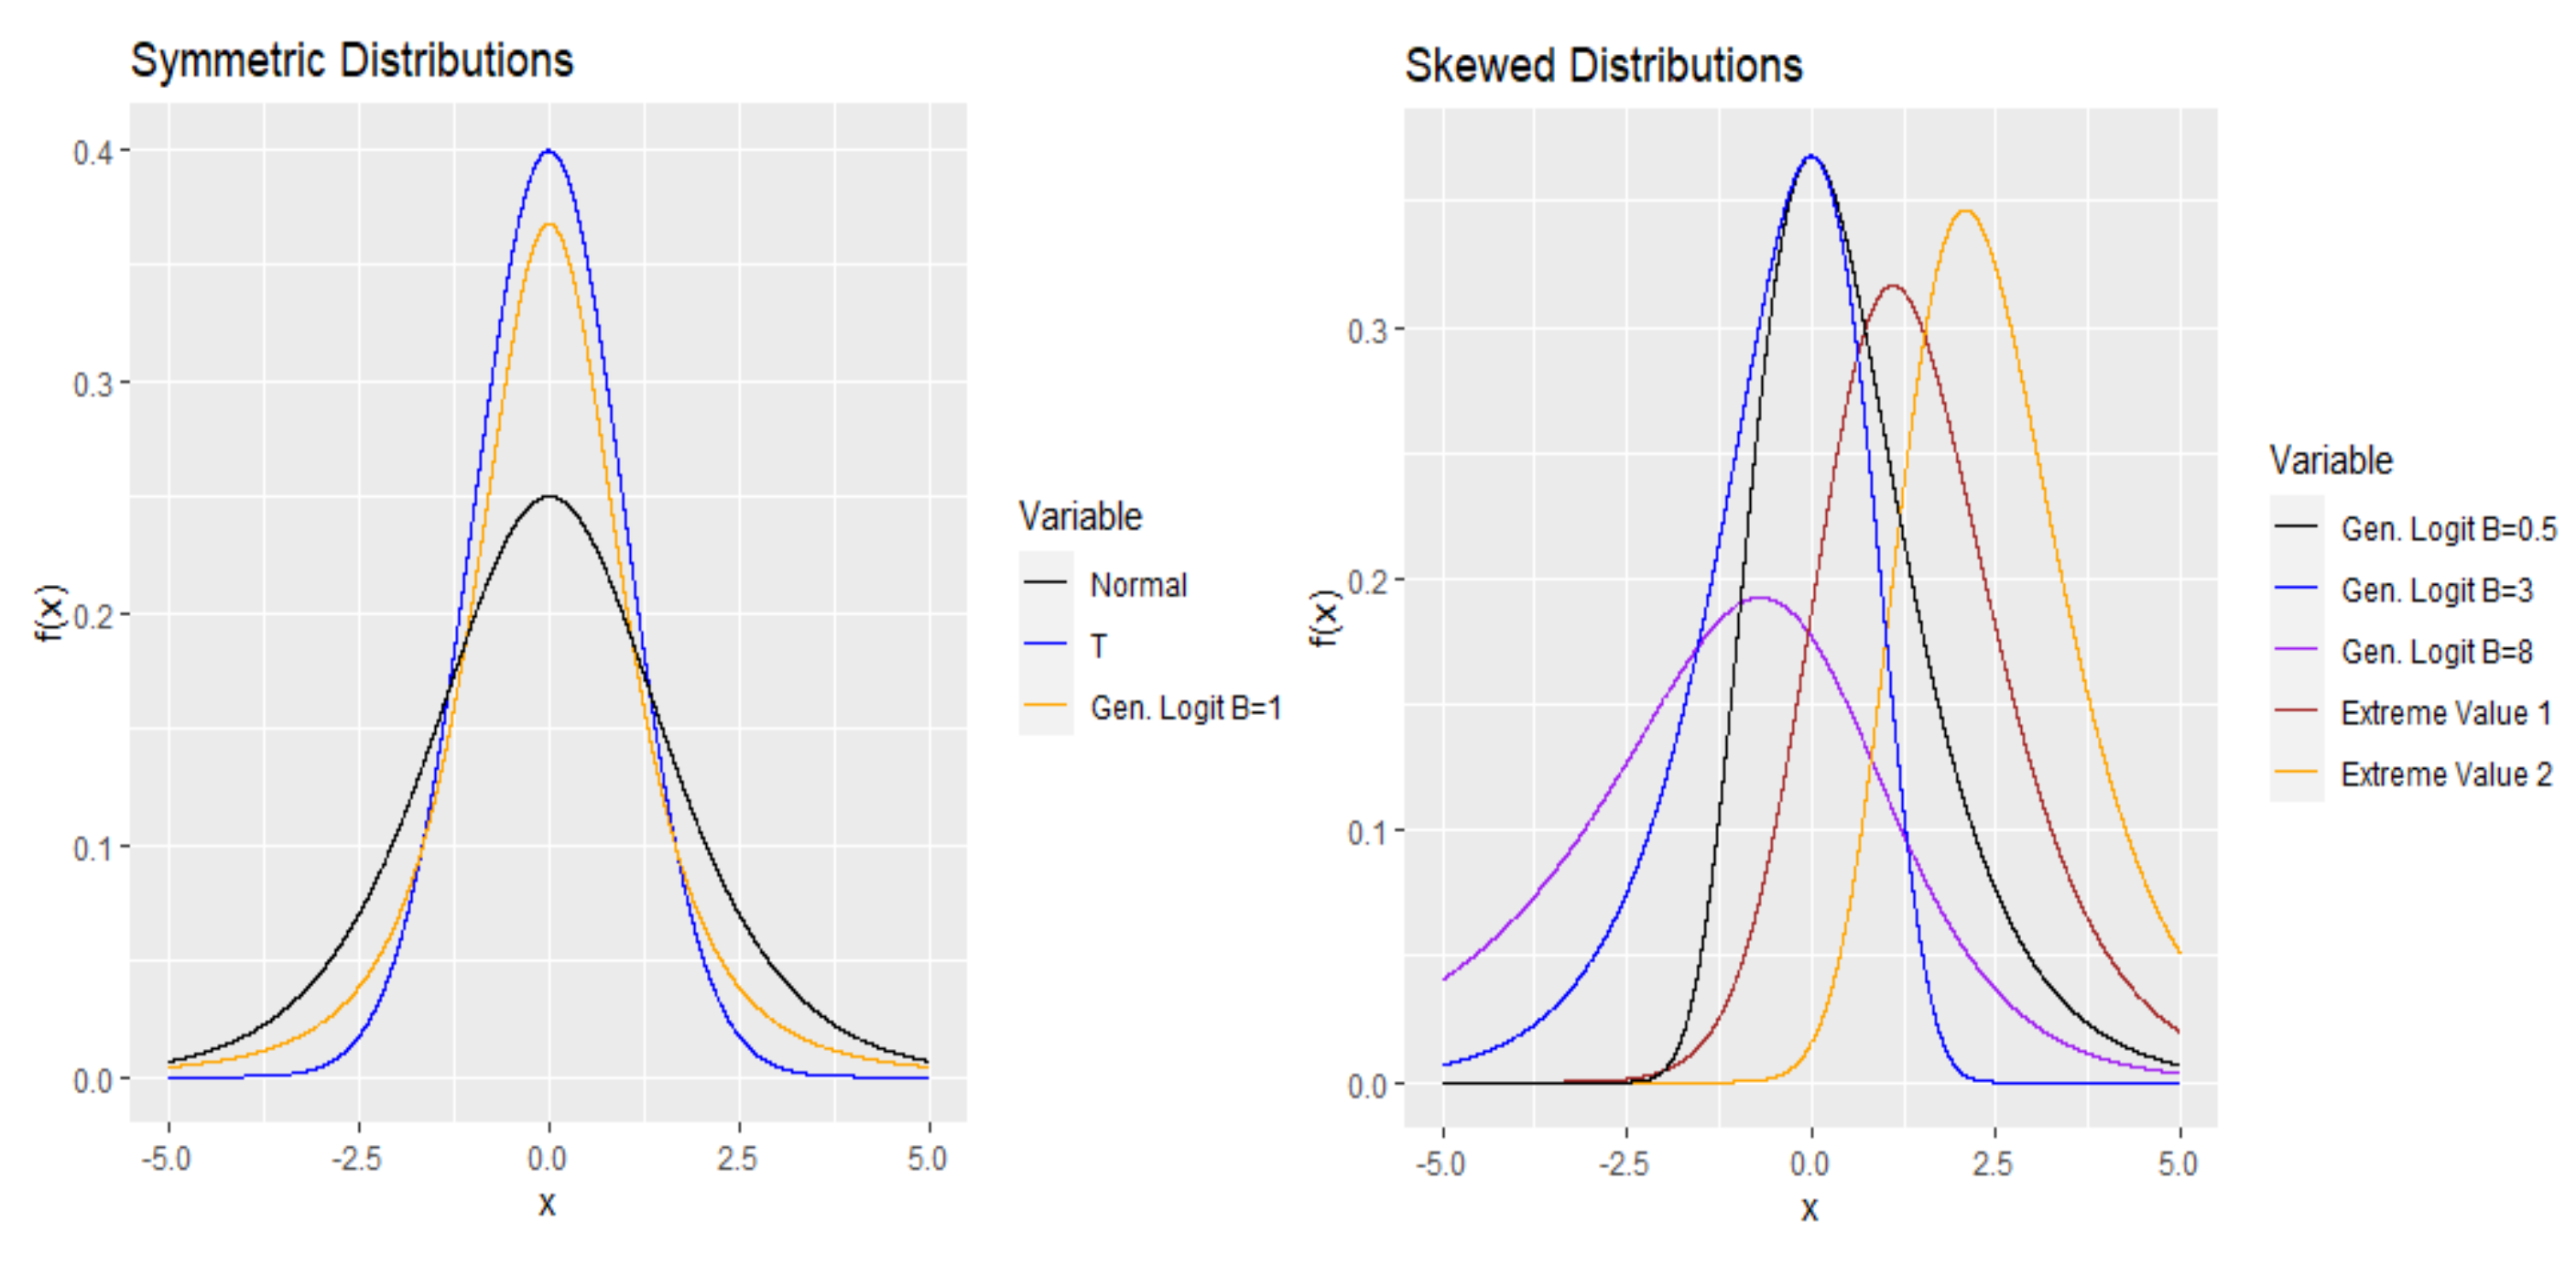 Symmetric Distributions
f(x)
0.4
0.3
0.2
0.1
0.0
-5.0 -2.5 0.0 2.5 5.0
x
Variable
Normal
T
Gen. Logit B=1
Skewed Distributions
f(x)
0.3
0.2
0.1
0.0
-5.0 -2.5 0.0 2.5 5.0
x
Variable
Gen. Logit B=0.5
Gen. Logit B=3
Gen. Logit B=8
Extreme Value 1
Extreme Value 2